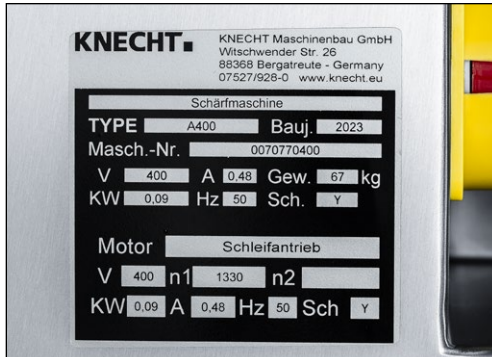 KNECHT
KNECHT Maschinenbau GmbH
Witschwender Str. 26
88368 Bergatreute - Germany
07527/928-0 www.knecht.eu
Schärfmaschine
TYPE A400 Bauj. 2023
Masch.-Nr. 0070770400
V 400 A 0.48 Gew. 67 kg
KW 0,09 Hz 50 Sch. Y
Motor Schleifantrieb
V 400 n1 1330 n2
KW 0,09 A 0,48 Hz 50 Sch Y